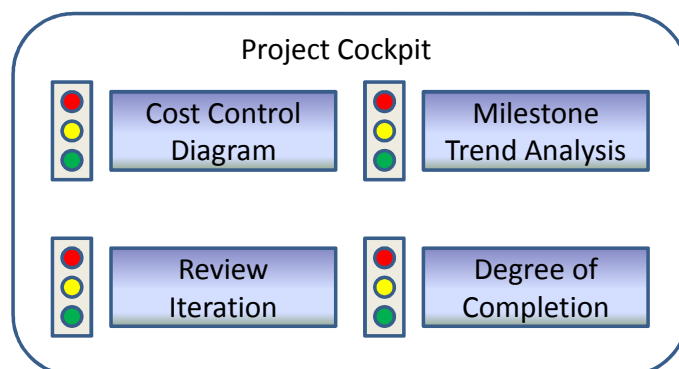 Project Cockpit
Cost Control
Diagram
Milestone
Trend Analysis
Review
Iteration
Degree of
Completion